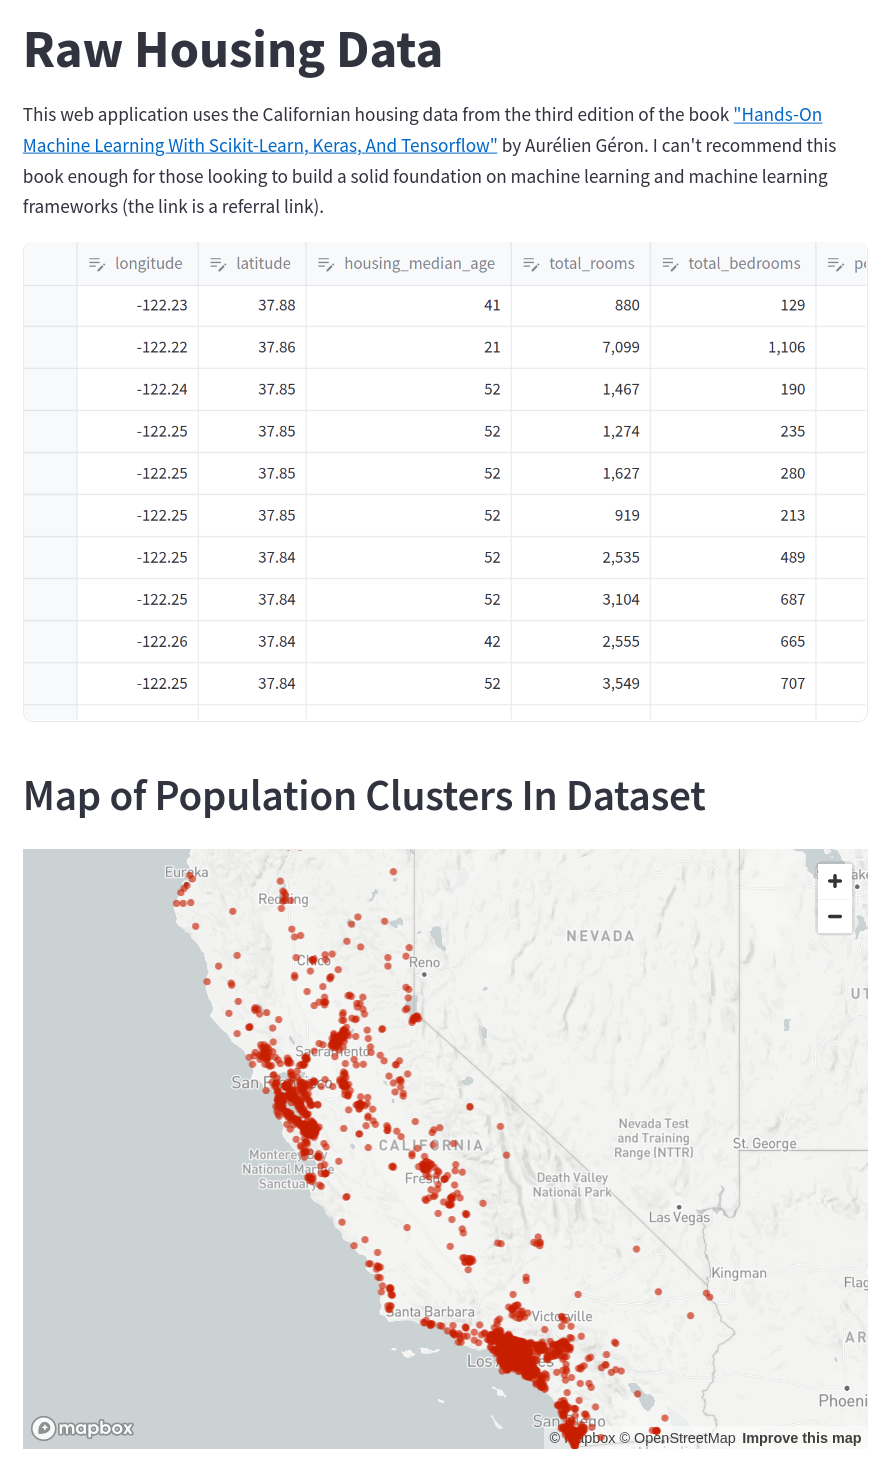 Raw Housing Data
This web application uses the Californian housing data from the third edition of the book "Hands-On
Machine Learning With Scikit-Learn, Keras, And Tensorflow" by Aurélien Géron. I can't recommend this
book enough for those looking to build a solid foundation on machine learning and machine learning
frameworks (the link is a referral link).
longitude latitude housing_median_age total_rooms total_bedrooms
-122.23 37.88 41 880 129
-122.22 37.86 21 7,099 1,106
-122.24 37.85 52 1,467 190
-122.25 37.85 52 1,274 235
-122.25 37.85 52 1,627 280
-122.25 37.85 52 919 213
-122.25 37.84 52 2,535 489
-122.25 37.84 52 3,104 687
-122.26 37.84 42 2,555 665
-122.25 37.84 52 3,549 707
Map of Population Clusters In Dataset
Eureka
Redding
NEVADA
Chico
Reno
Sacramento
San Francisco
Nevada Test
and Training
Range (NTTR)
St. George
CALIFORNIA
Monterey Bay
National Marine
Sanctuary
Fresno
Death Valley
National Park
Las Vegas
Kingman
Santa Barbara
Victorville
Los Angeles
San Diego
mapbox
© Mapbox © OpenStreetMap Improve this map